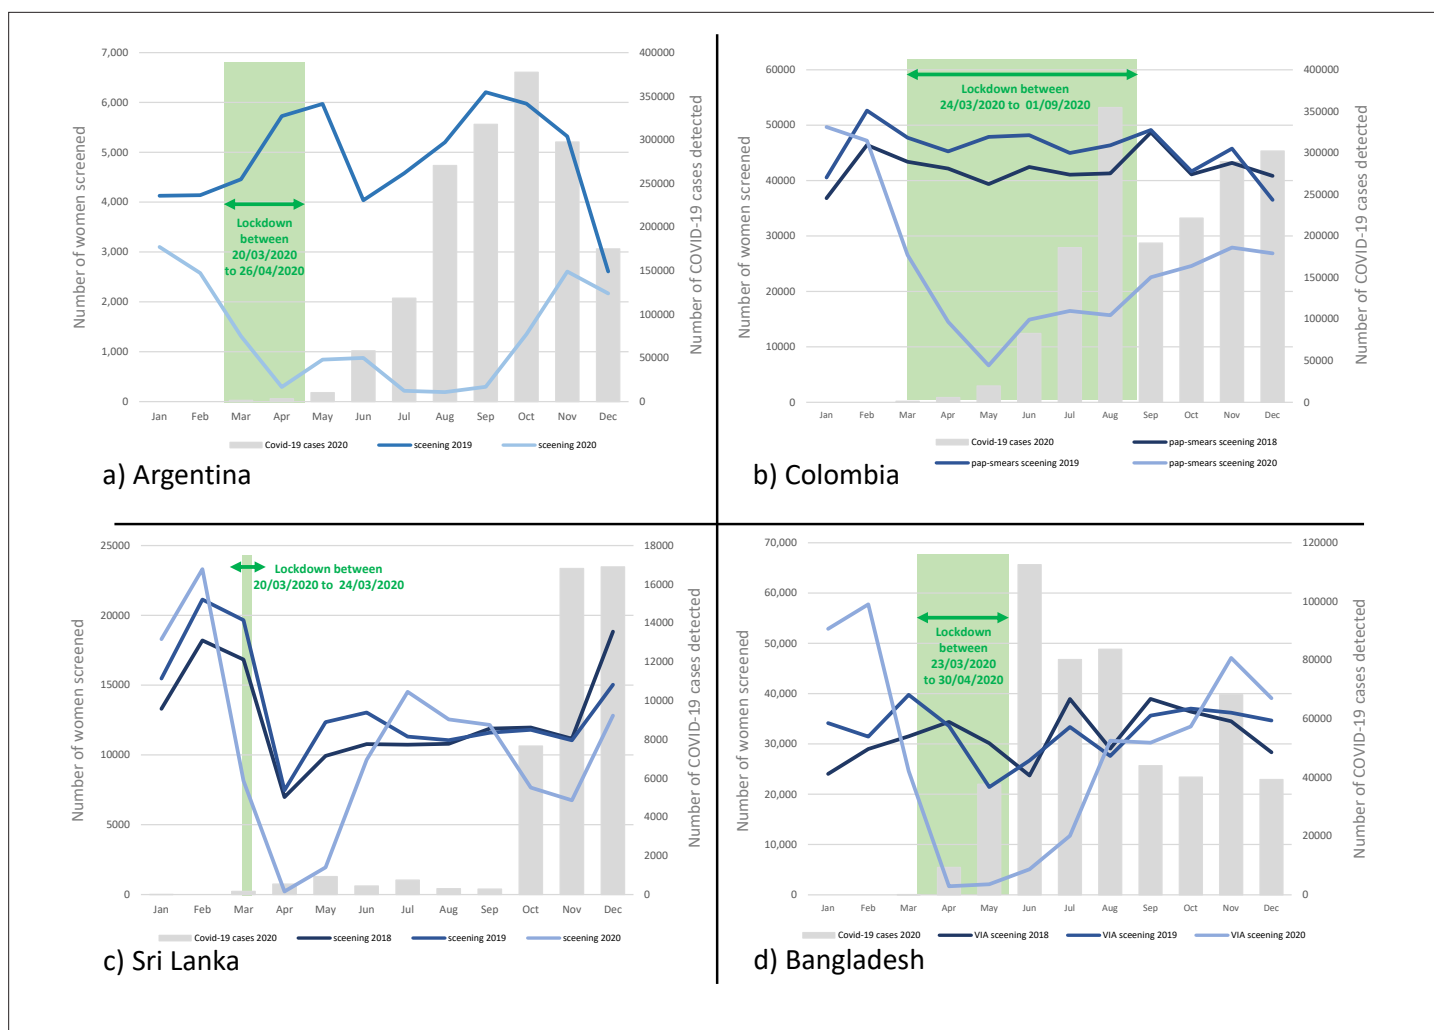 7,000
6,000
5,000
4,000
3,000
2,000
1,000
0
Number of women screened
400000
350000
300000
250000
200000
150000
100000
50000
0
Number of COVID-19 cases detected
Lockdown
between
20/03/2020
to 26/04/2020
Jan Feb Mar Apr May Jun Jul Aug Sep Oct Nov Dec
Covid-19 cases 2020 sceening 2019 sceening 2020
a) Argentina
60000
50000
40000
30000
20000
10000
0
Number of women screened
400000
350000
300000
250000
200000
150000
100000
50000
0
Number of COVID-19 cases detected
Lockdown between
24/03/2020 to 01/09/2020
Jan Feb Mar Apr May Jun Jul Aug Sep Oct Nov Dec
Covid-19 cases 2020 pap-smears sceening 2018
pap-smears sceening 2019 pap-smears sceening 2020
b) Colombia
25000
20000
15000
10000
5000
0
Number of women screened
18000
16000
14000
12000
10000
8000
6000
4000
2000
0
Number of COVID-19 cases detected
Lockdown between
20/03/2020 to 24/03/2020
Jan Feb Mar Apr May Jun Jul Aug Sep Oct Nov Dec
Covid-19 cases 2020 sceening 2018 sceening 2019 sceening 2020
c) Sri Lanka
70,000
60,000
50,000
40,000
30,000
20,000
10,000
0
Number of women screened
120000
100000
80000
60000
40000
20000
0
Number of COVID-19 cases detected
Lockdown
between
23/03/2020
to 30/04/2020
Jan Feb Mar Apr May Jun Jul Aug Sep Oct Nov Dec
Covid-19 cases 2020 VIA sceening 2018 VIA sceening 2019 VIA sceening 2020
d) Bangladesh